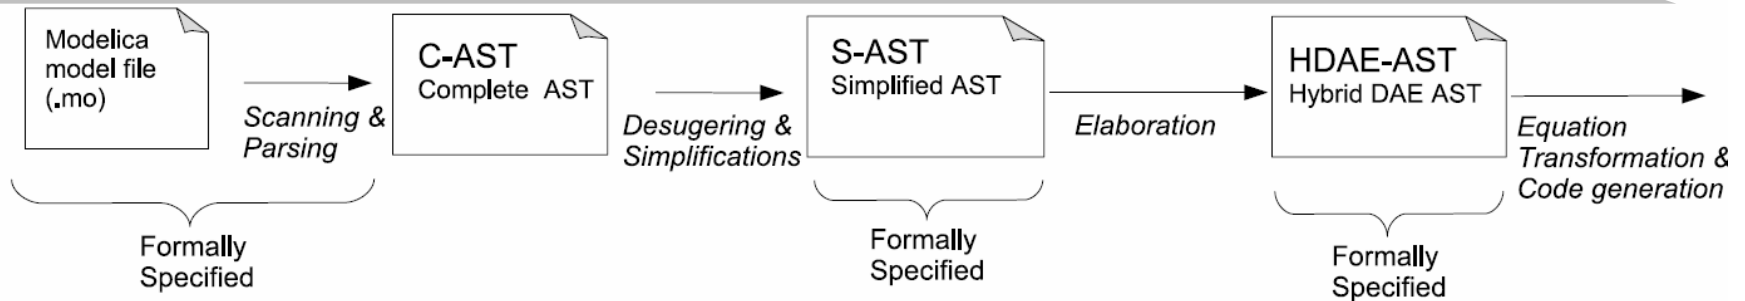 Modelica
model file
(.mo)
Scanning &
Parsing
C-AST
Complete AST
Desugering &
Simplifications
S-AST
Simplified AST
Elaboration
HDAE-AST
Hybrid DAE AST
Equation
Transformation &
Code generation
Formally
Specified
Formally
Specified
Formally
Specified